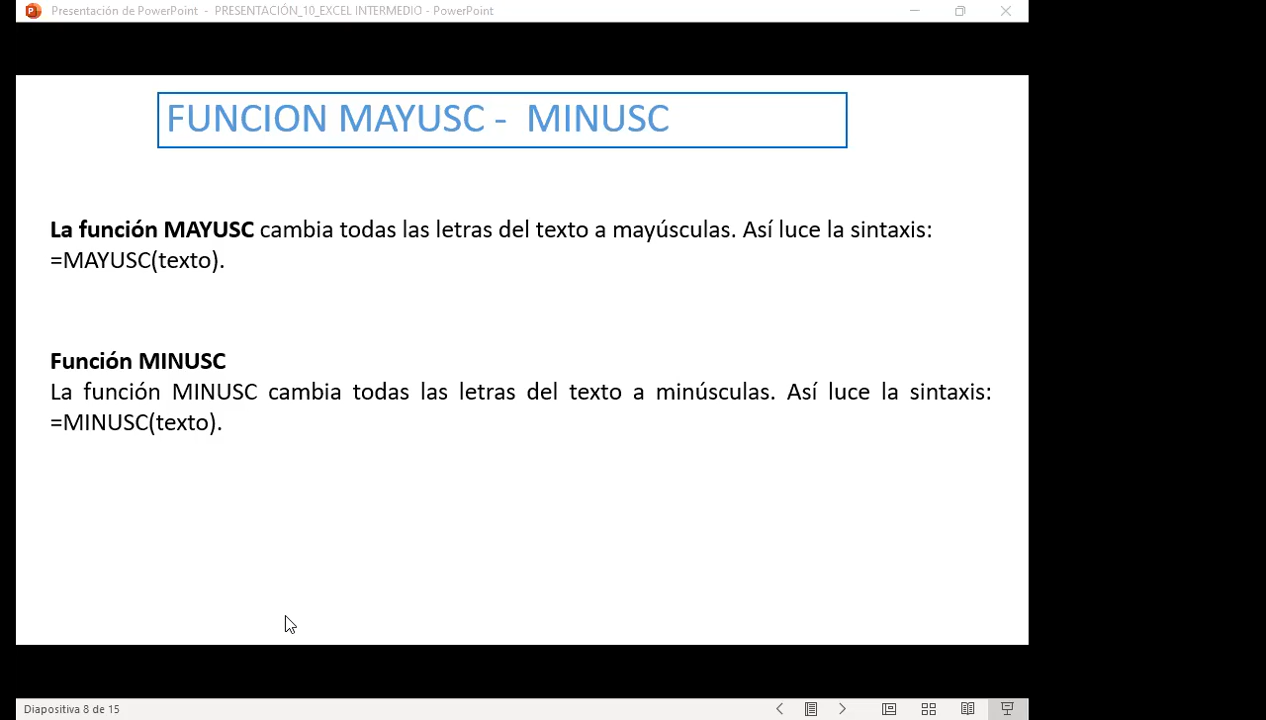 Presentación de PowerPoint - PRESENTACIÓN_10_EXCEL INTERMEDIO - PowerPoint
FUNCION MAYUSC - MINUSC
La función MAYUSC cambia todas las letras del texto a mayúsculas. Así luce la sintaxis:
=MAYUSC(texto).
Función MINUSC
La función MINUSC cambia todas las letras del texto a minúsculas. Así luce la sintaxis:
=MINUSC(texto).
Diapositiva 8 de 15